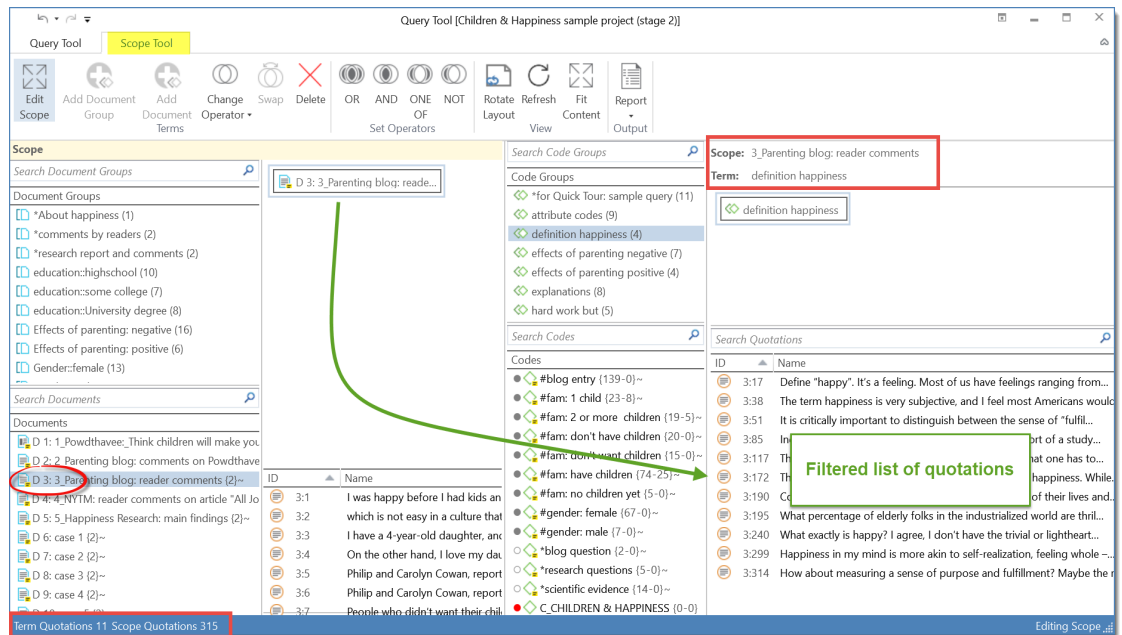 Query Tool [Children & Happiness sample project (stage 2)]
Query Tool
Scope Tool
Edit Scope
Add Document Group
Add Document
Terms
Change Operator
Swap
Delete
OR
AND
ONE OF
NOT
Set Operators
Rotate Layout
Refresh
Fit Content
View
Report
Output
Scope
Search Document Groups
Document Groups
*About happiness (1)
*comments by readers (2)
*research report and comments (2)
education::highschool (10)
education::some college (7)
education::University degree (8)
Effects of parenting: negative (16)
Effects of parenting: positive (6)
Gender::female (13)
Search Documents
Documents
D 1: 1_Powdthavee:_Think children will make you
D 2: 2_Parenting blog: comments on Powdthave
D 3: 3_Parenting blog: reader comments {2}~
D 4: 4_NYTM: reader comments on article "All Jo
D 5: 5_Happiness Research: main findings {2}~
D 6: case 1 {2}~
D 7: case 2 {2}~
D 8: case 3 {2}~
D 9: case 4 {2}~
D 3: 3_Parenting blog: reade...
ID Name
3:1 I was happy before I had kids an
3:2 which is not easy in a culture that
3:3 I have a 4-year-old daughter, and
3:4 On the other hand, I love my dau
3:5 Philip and Carolyn Cowan, report
3:6 Philip and Carolyn Cowan, report
3:7 People who didn't want their chil
Search Code Groups
Code Groups
*for Quick Tour: sample query (11)
attribute codes (9)
definition happiness (4)
effects of parenting negative (7)
effects of parenting positive (4)
explanations (8)
hard work but (5)
Search Codes
Codes
#blog entry {139-0}~
#fam: 1 child {23-8}~
#fam: 2 or more children {19-5}~
#fam: don't have children {20-0}~
#fam: don't want children {15-0}~
#fam: have children {74-25}~
#fam: no children yet {5-0}~
#gender: female {67-0}~
#gender: male {7-0}~
*blog question {2-0}~
*research questions {5-0}~
*scientific evidence {14-0}~
C_CHILDREN & HAPPINESS {0-0}
Scope: 3_Parenting blog: reader comments
Term: definition happiness
definition happiness
Search Quotations
ID Name
3:17 Define "happy". It's a feeling. Most of us have feelings ranging from...
3:38 The term happiness is very subjective, and I feel most Americans would
3:51 It is critically important to distinguish between the sense of "fulfil...
3:85 ort of a study...
3:117 Th at one has to...
3:172 Th happiness. While.
3:190 Co of their lives and..
3:195 What percentage of elderly folks in the industrialized world are thril...
3:240 What exactly is happy? I agree, I don't have the trivial or lightheart...
3:299 Happiness in my mind is more akin to self-realization, feeling whole –...
3:314 How about measuring a sense of purpose and fulfillment? Maybe the r
Filtered list of quotations
Term Quotations 11 Scope Quotations 315
Editing Scope